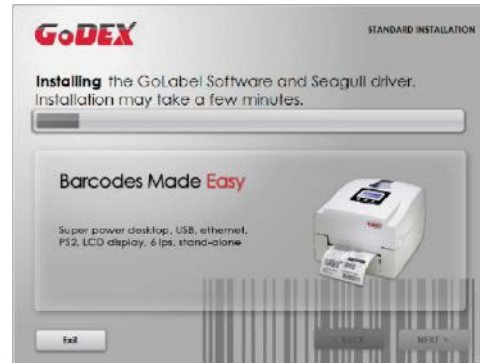 GoDEX
STANDARD INSTALLATION
Installing the GoLabel Software and Seagull driver.
Installation may take a few minutes.
Barcodes Made Easy
Super power desktop, USB, ethernet,
PS2, LCD display, 6 ips, stand-alone
Exit
< BACK
NEXT >